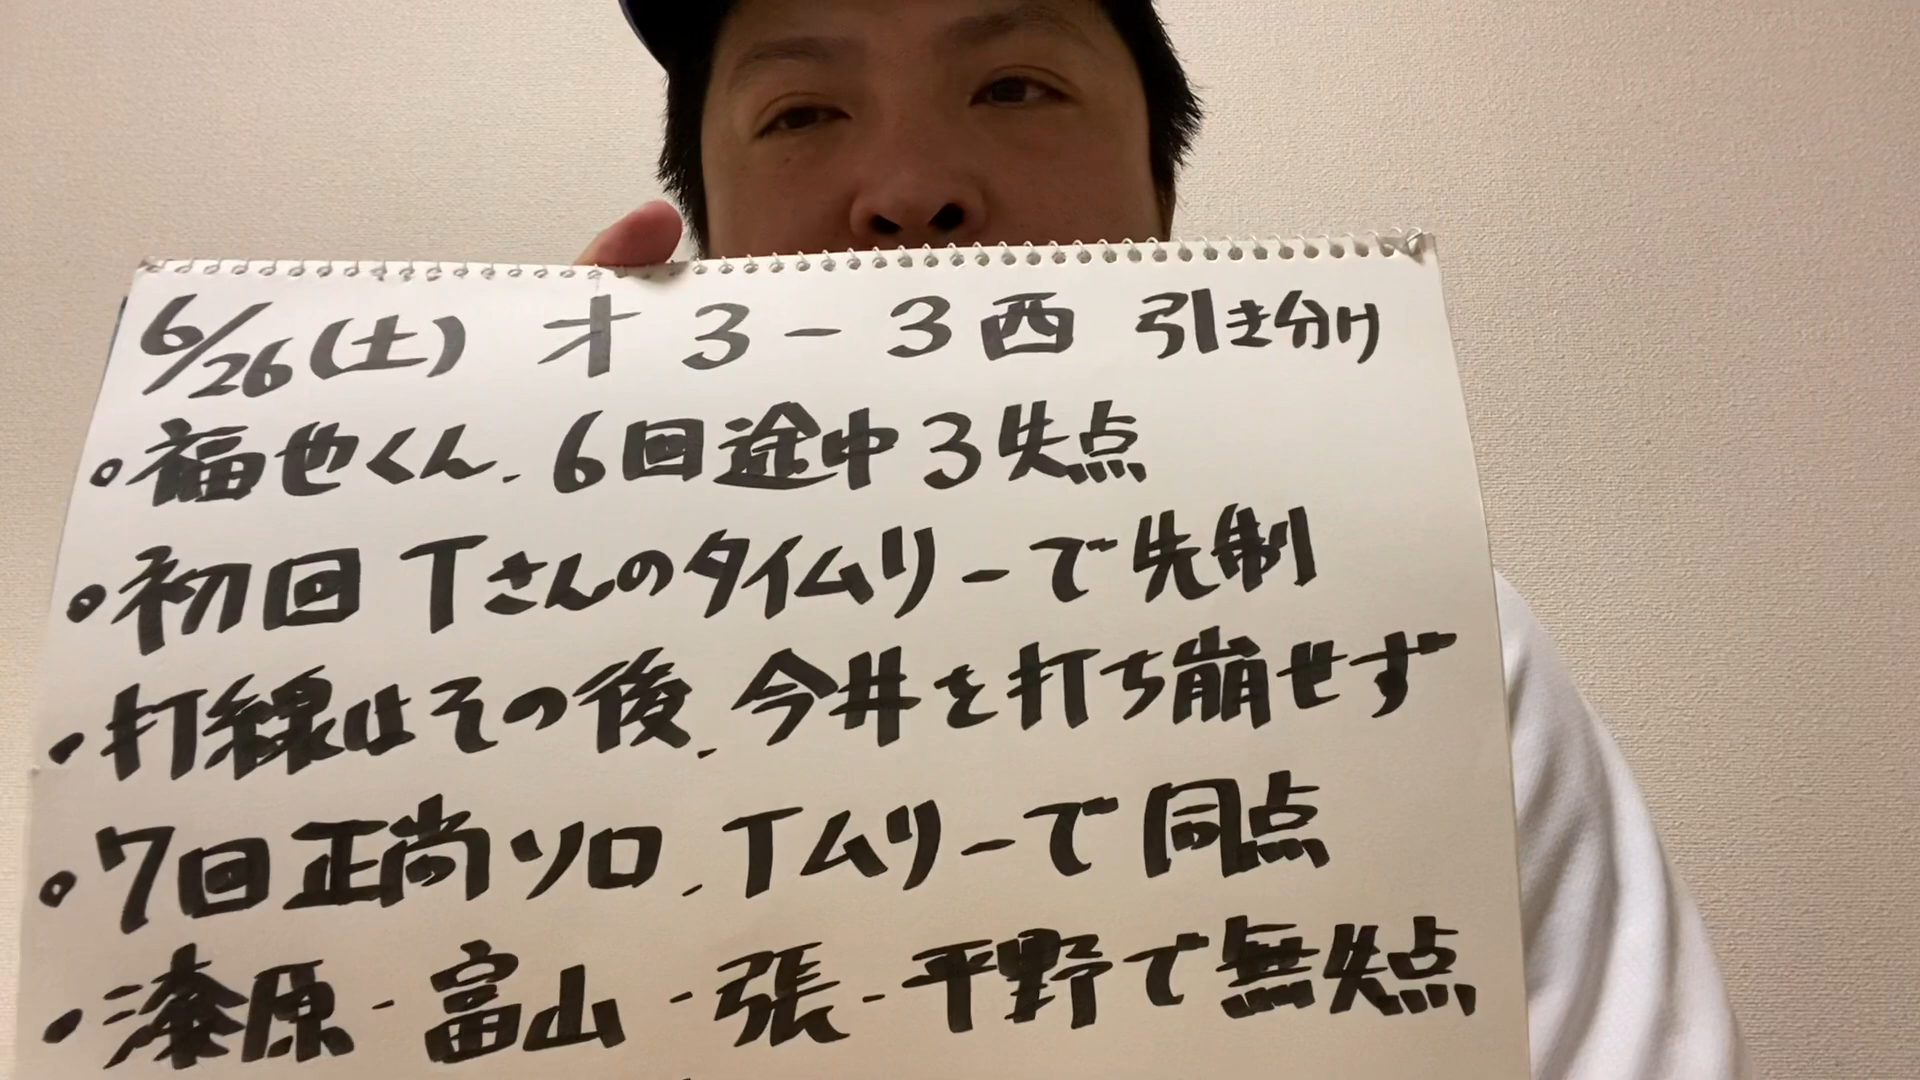 6/26(土) オ 3-3 西 引き分け
。福也くん、6回途中3失点
。初回Tさんのタイムリーで先制
・打線はその後、今井を打ち崩せず
。7回正尚ソロ、Tムリーで同点
・漆原-富山-張-平野で無失点